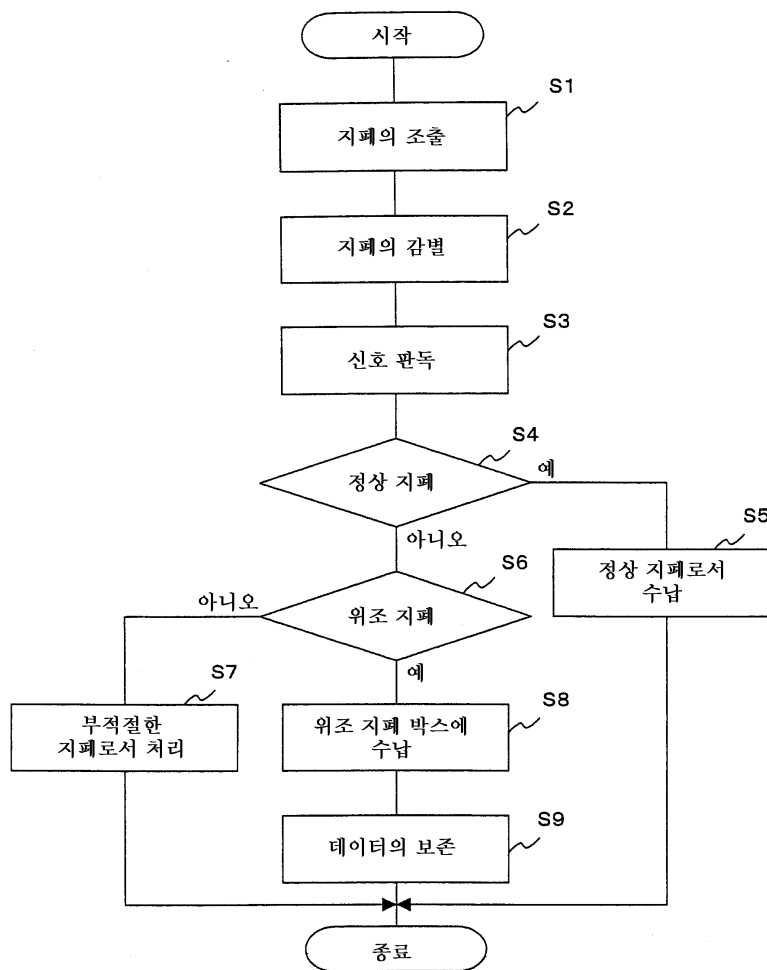 시작
S1
지폐의 조출
S2
지폐의 감별
S3
신호 판독
S4
정상 지폐
예
아니오
S5
정상 지폐로서
수납
S6
위조 지폐
아니오
예
S7
부적절한
지폐로서 처리
S8
위조 지폐 박스에
수납
S9
데이터의 보존
종료